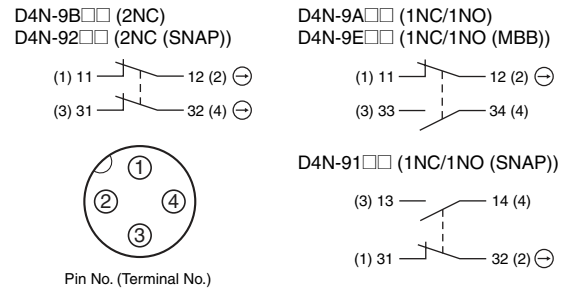 D4N-9B□□ (2NC)
D4N-92□□ (2NC (SNAP))
(1) 11 12 (2)
(3) 31 32 (4)
① ② ④ ③
Pin No. (Terminal No.)
D4N-9A□□ (1NC/1NO)
D4N-9E□□ (1NC/1NO (MBB))
(1) 11 12 (2)
(3) 33 34 (4)
D4N-91□□ (1NC/1NO (SNAP))
(3) 13 14 (4)
(1) 31 32 (2)